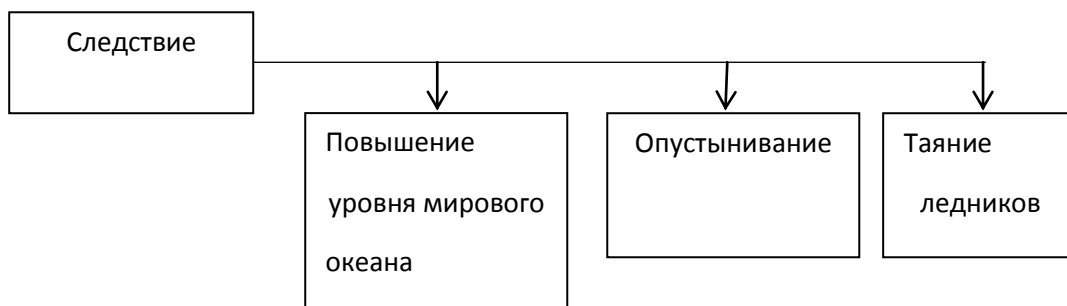 Следствие
Повышение
уровня мирового
океана
Опустынивание
Таяние
ледников